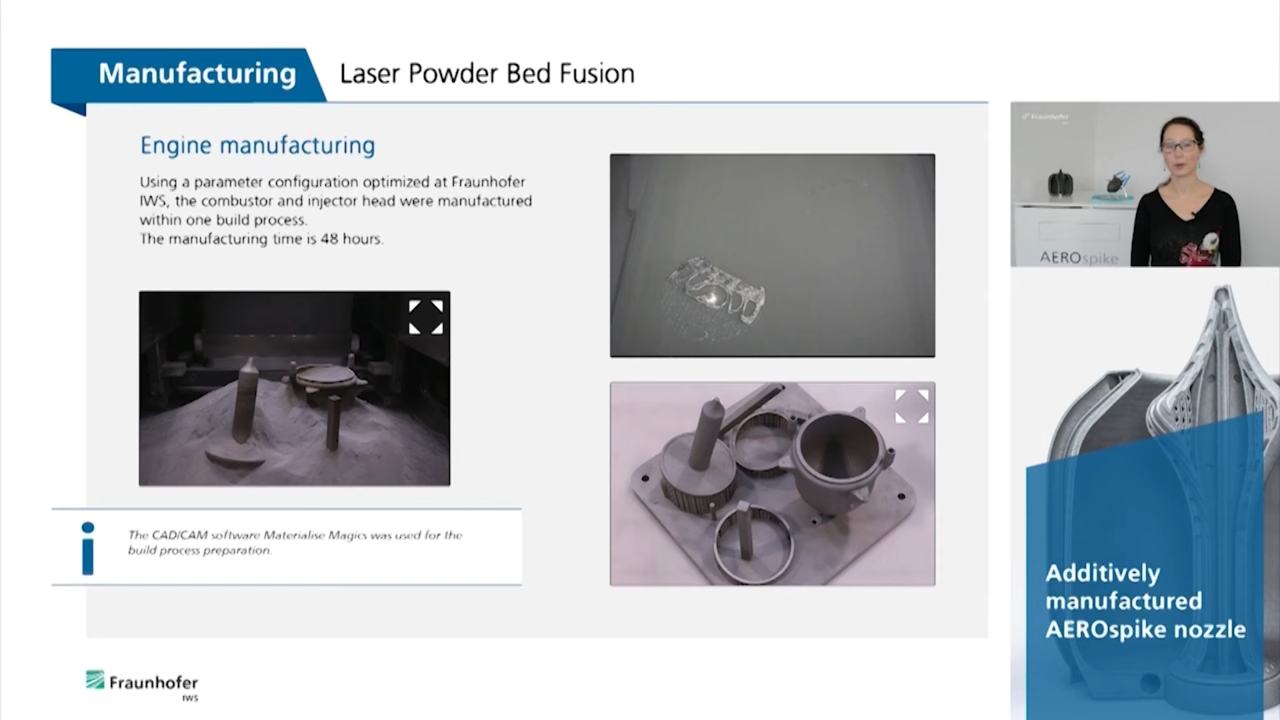 Manufacturing
Laser Powder Bed Fusion
Engine manufacturing
Using a parameter configuration optimized at Fraunhofer
IWS, the combustor and injector head were manufactured
within one build process.
The manufacturing time is 48 hours.
The CAD/CAM software Materialise Magics was used for the
build process preparation.
Fraunhofer
IWS
Fraunhofer
AEROspike
Additively
manufactured
AEROspike nozzle